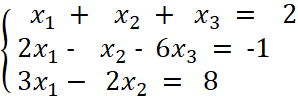 x₁ + x₂ + x₃ = 2
2x₁ - x₂ - 6x₃ = -1
3x₁ − 2x₂ = 8